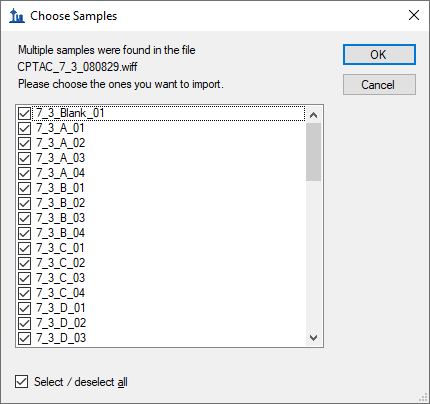 Choose Samples
Multiple samples were found in the file
CPTAC_7_3_080829.wiff
Please choose the ones you want to import.
OK
Cancel
7_3_Blank_01
7_3_A_01
7_3_A_02
7_3_A_03
7_3_A_04
7_3_B_01
7_3_B_02
7_3_B_03
7_3_B_04
7_3_C_01
7_3_C_02
7_3_C_03
7_3_C_04
7_3_D_01
7_3_D_02
7_3_D_03
Select / deselect all